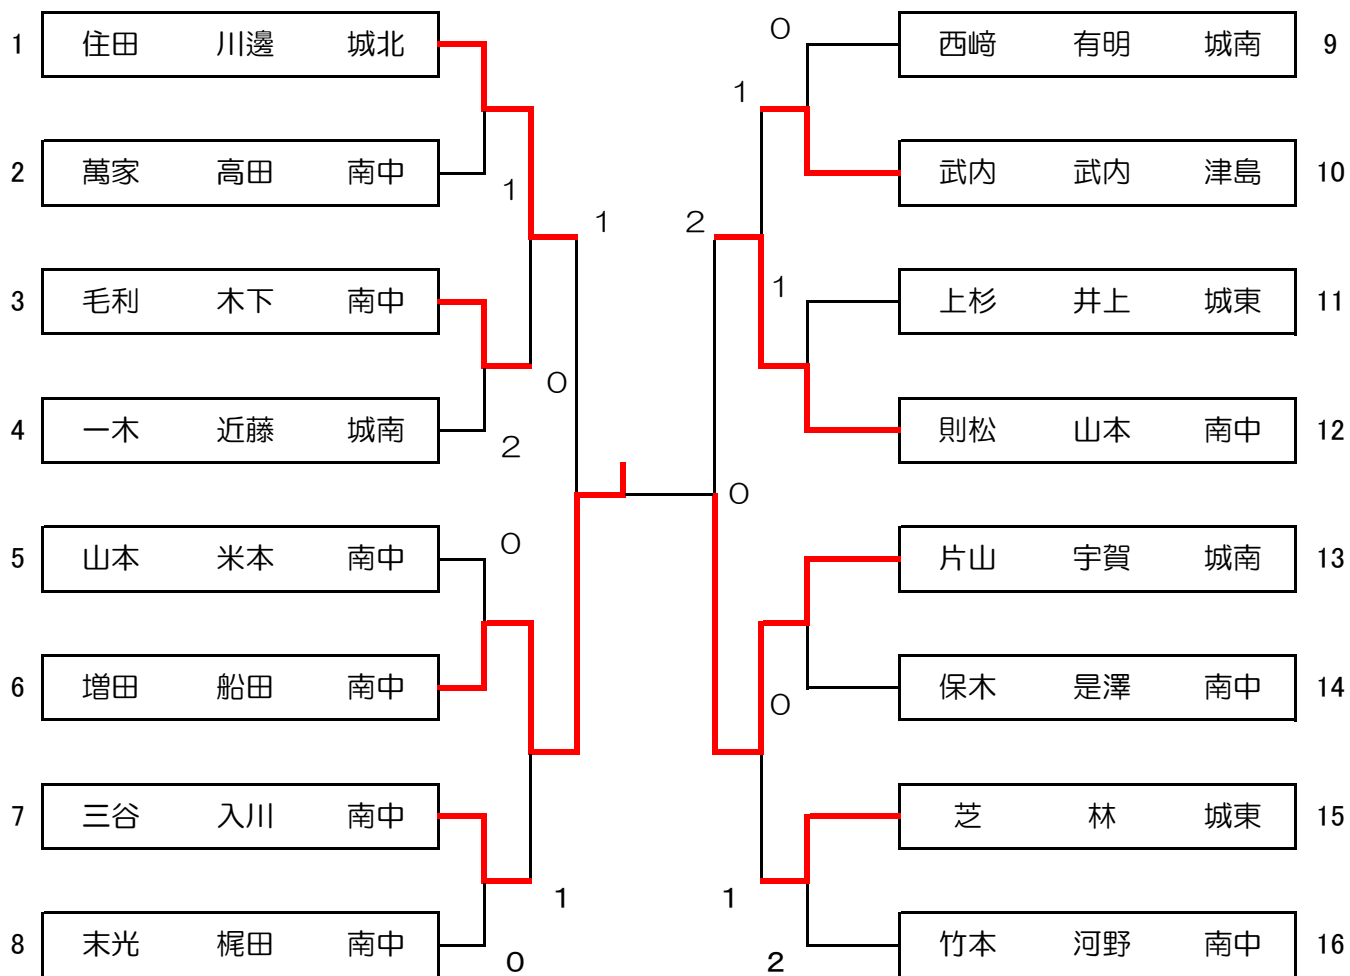 1 住田 川邊 城北
2 萬家 高田 南中
3 毛利 木下 南中
4 一木 近藤 城南
5 山本 米本 南中
6 増田 船田 南中
7 三谷 入川 南中
8 末光 梶田 南中
1
1
0
2
0
1
0
0
1
2
1
0
0
1
2
西﨑 有明 城南 9
武内 武内 津島 10
上杉 井上 城東 11
則松 山本 南中 12
片山 宇賀 城南 13
保木 是澤 南中 14
芝 林 城東 15
竹本 河野 南中 16